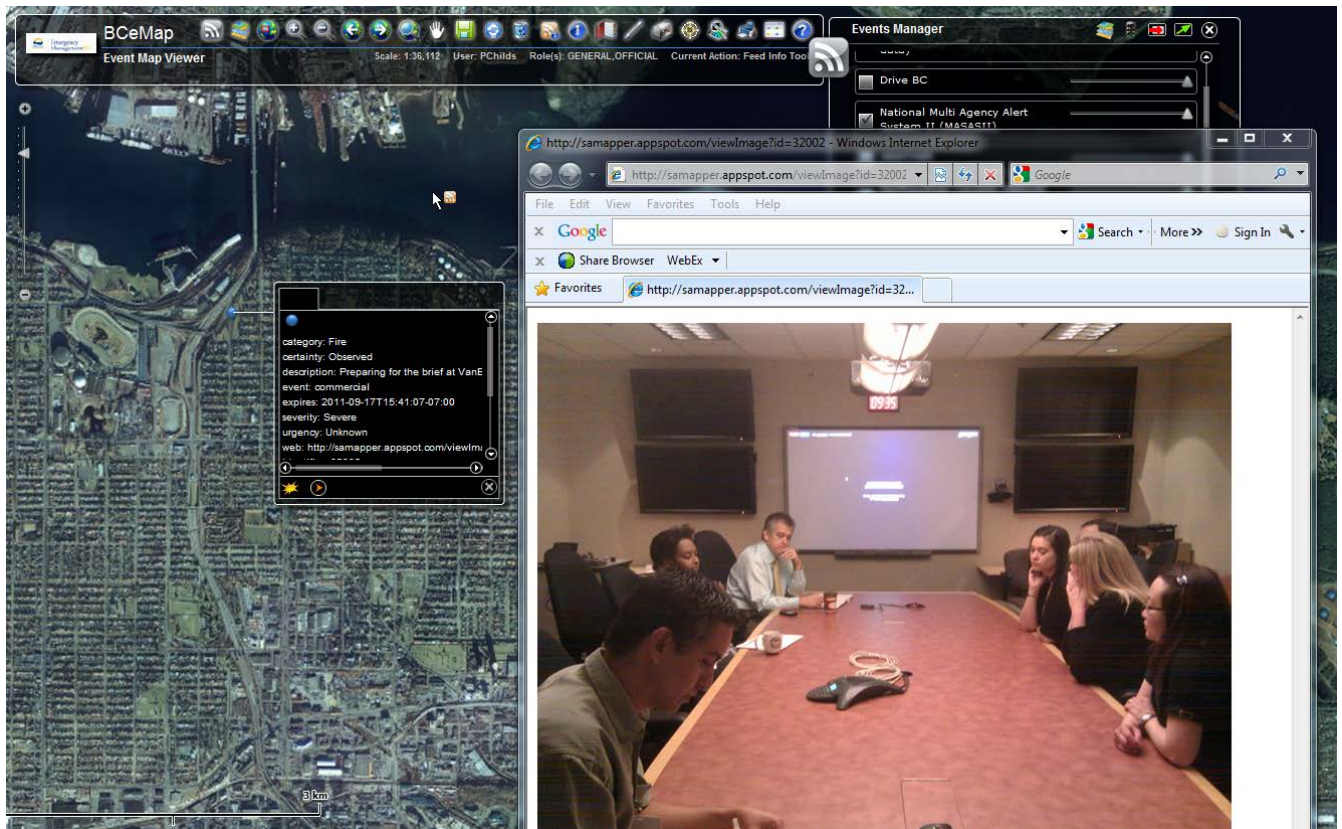 BCeMap
Event Map Viewer
Emergency
Scale: 1:36,112 User: PChilds Role(s): GENERAL,OFFICIAL Current Action: Feed Info Too
Events Manager
data)
Drive BC
National Multi Agency Alert
System II (MASASII)
http://samapper.appspot.com/viewImage?id=32002 - Windows Internet Explorer
http://samapper.appspot.com/viewImage?id=32002
Google
File Edit View Favorites Tools Help
x Google Search More >> Sign In
x Share Browser WebEx
Favorites http://samapper.appspot.com/viewImage?id=32...
category: Fire
certainty: Observed
description: Preparing for the brief at VanE
event: commercial
expires: 2011-09-17T15:41:07-07:00
severity: Severe
urgency: Unknown
web: http://samapper.appspot.com/viewIma
09:35
3 km